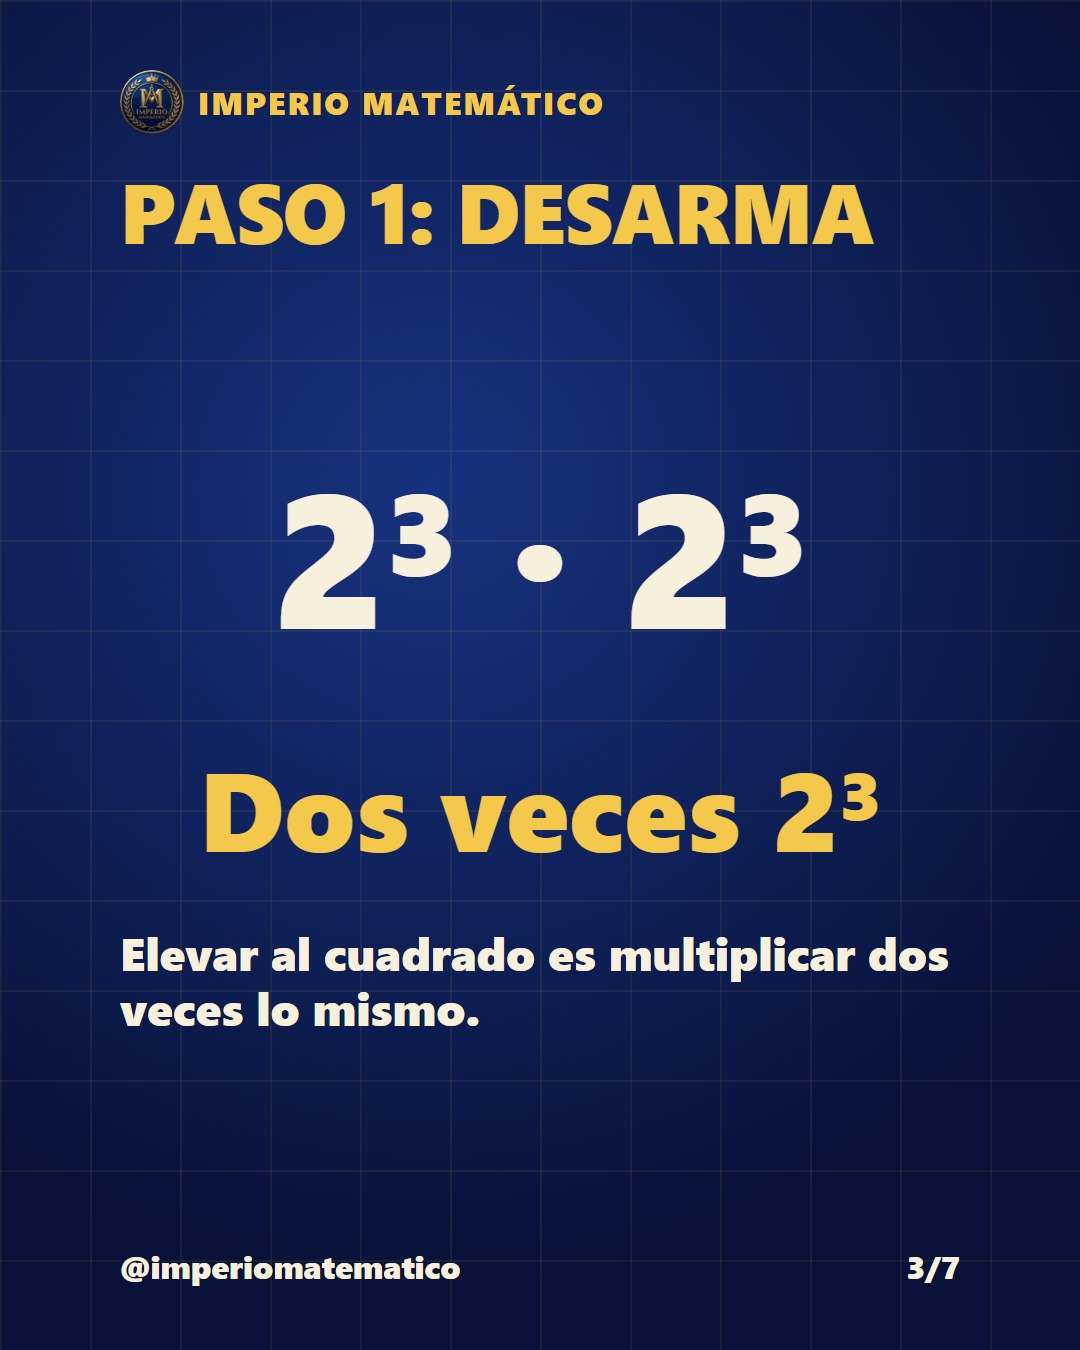 IMPERIO MATEMÁTICO
PASO 1: DESARMA
2³ · 2³
Dos veces 2³
Elevar al cuadrado es multiplicar dos
veces lo mismo.
@imperiomatematico
3/7